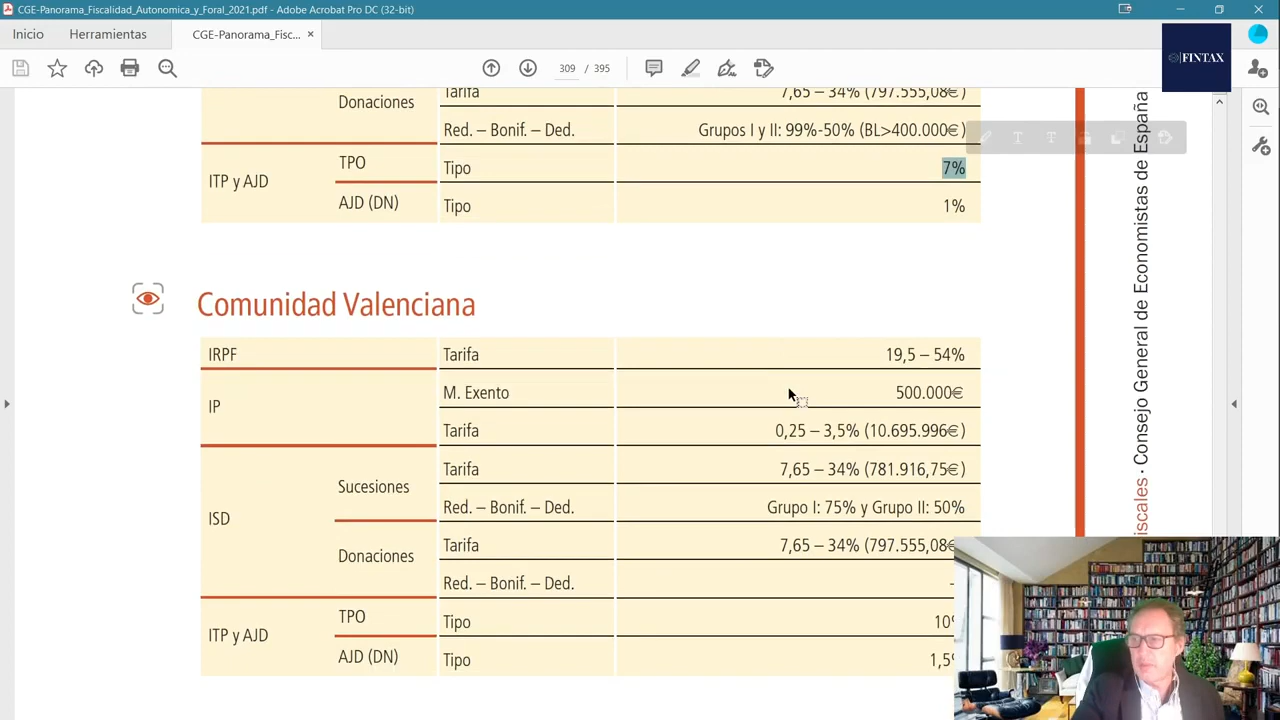 CGE-Panorama_Fiscalidad_Autonomica_y_Foral_2021.pdf - Adobe Acrobat Pro DC (32-bit)
Inicio Herramientas CGE-Panorama_Fisc... ×
309 / 395
FINTAX
Donaciones Tarifa 7,65 – 34% (797.555,08€)
Red. – Bonif. – Ded. Grupos I y II: 99%-50% (BL>400.000€)
ITP y AJD TPO Tipo 7%
AJD (DN) Tipo 1%
Comunidad Valenciana
IRPF Tarifa 19,5 – 54%
IP M. Exento 500.000€
Tarifa 0,25 – 3,5% (10.695.996€)
ISD Sucesiones Tarifa 7,65 – 34% (781.916,75€)
Red. – Bonif. – Ded. Grupo I: 75% y Grupo II: 50%
Donaciones Tarifa 7,65 – 34% (797.555,08€
Red. – Bonif. – Ded. -
ITP y AJD TPO Tipo 10%
AJD (DN) Tipo 1,5%
iscales · Consejo General de Economistas de España